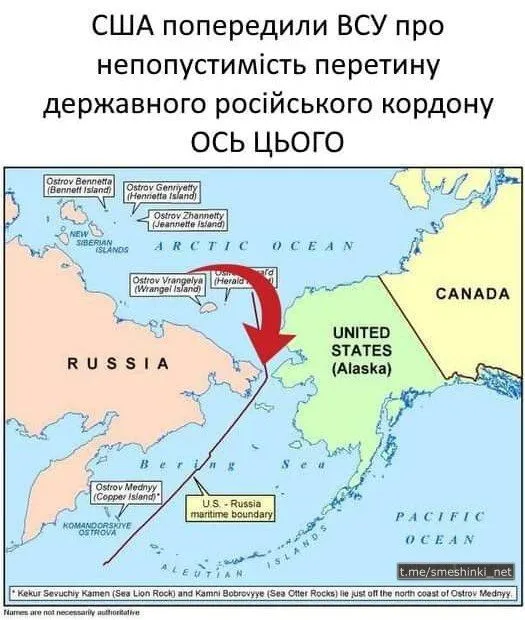 США попередили ВСУ про
непопустимість перетину
державного російського кордону
ОСЬ ЦЬОГО
Ostrov Bennetta
(Bennett Island)
Ostrov Genriyetty
(Henrietta Island)
Ostrov Zhannetty
(Jeannette Island)
NEW
SIBERIAN
ISLANDS
ARCTIC OCEAN
Ostrov Vrangelya
(Wrangel Island)
(Herald
CANADA
UNITED
STATES
(Alaska)
RUSSIA
Bering Sea
Ostrov Mednyy
(Copper Island)*
U.S. - Russia
maritime boundary
KOMANDORSKIYE
OSTROVA
PACIFIC
OCEAN
ALEUTIAN ISLANDS
t.me/smeshinki_net
* Kekur Sevuchiy Kamen (Sea Lion Rock) and Kamni Bobrovyye (Sea Otter Rocks) lie just off the north coast of Ostrov Mednyy.
Names are not necessarily authoritative